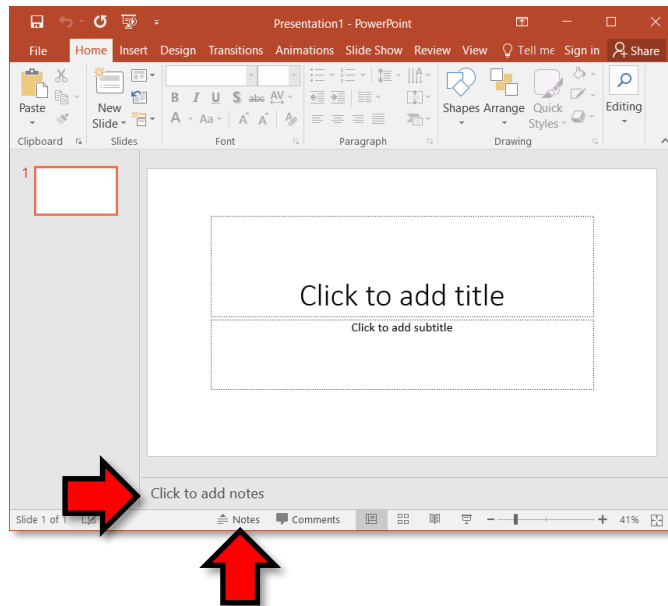 Presentation1 - PowerPoint
File Home Insert Design Transitions Animations Slide Show Review View Tell me Sign in Share
Paste New Slide B I U S abc AV Shapes Arrange Quick Styles Editing
A Aa A A
Clipboard Slides Font Paragraph Drawing
1
Click to add title
Click to add subtitle
Click to add notes
Slide 1 of 1 Notes Comments 41%